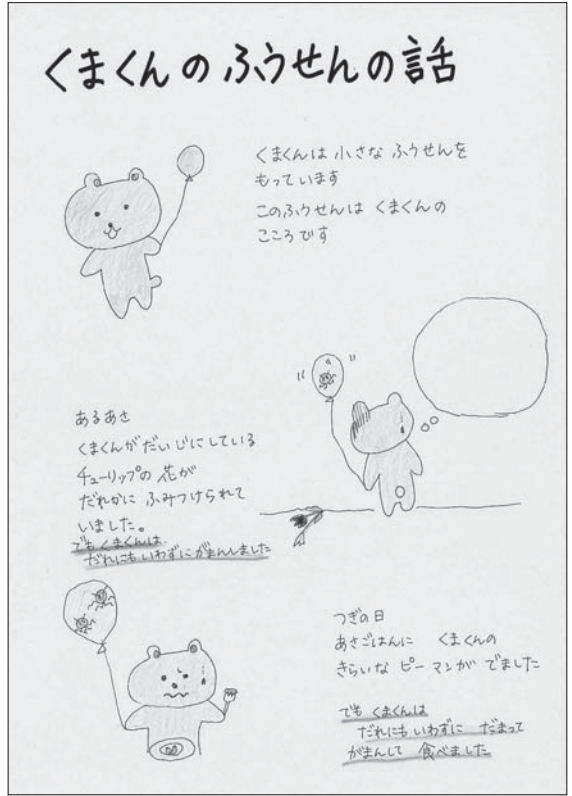 くまくんのふうせんの話
くまくんは 小さな ふうせんを
もっています
このふうせんは くまくんの
こころです
あるあさ
くまくんがだいじにしている
チューリップの花が
だれかに ふみつけられて
いました。
でも くまくんは
だれにもいわずにがまんしました
つぎの日
あさごはんに くまくんの
きらいな ピーマンが でました
でも くまくんは
だれにもいわずに だまって
がまんして 食べました